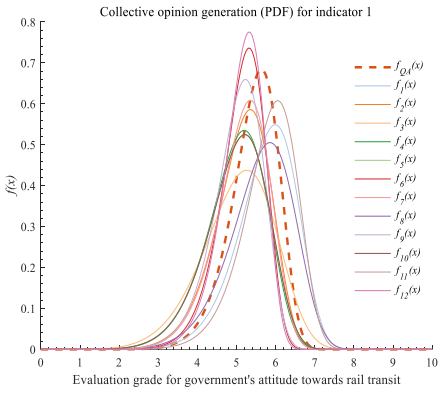 Collective opinion generation (PDF) for indicator 1
0.8
0.7
0.6
0.5
0.4
0.3
0.2
0.1
0
f(x)
0 1 2 3 4 5 6 7 8 9 10
Evaluation grade for government's attitude towards rail transit
f_QA(x)
f_1(x)
f_2(x)
f_3(x)
f_4(x)
f_5(x)
f_6(x)
f_7(x)
f_8(x)
f_9(x)
f_10(x)
f_11(x)
f_12(x)